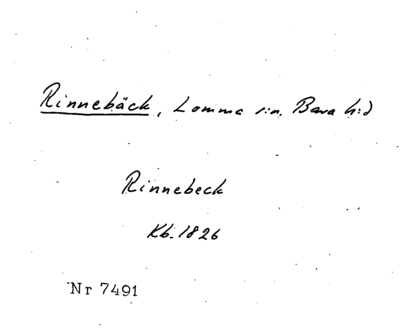 Rinnebäck, Lomma s:n, Bara h:d
Rinnebeck
Kb. 1826
Nr 7491